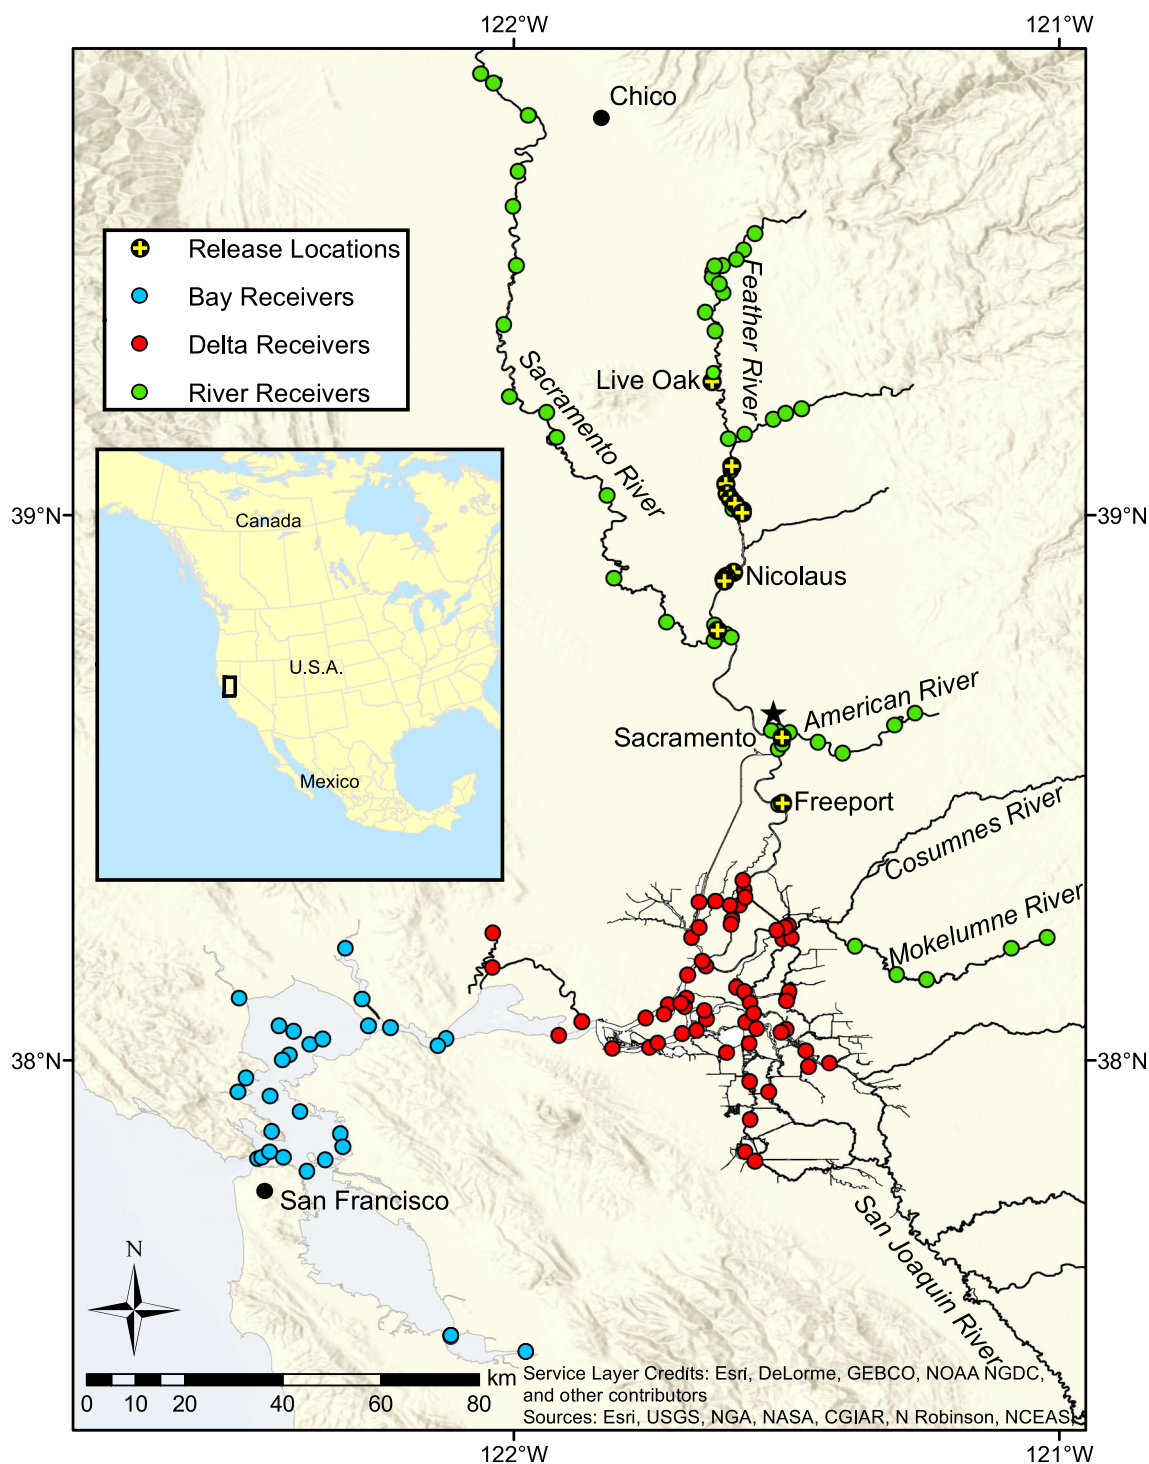 122°W
121°W
Chico
Release Locations
Bay Receivers
Delta Receivers
River Receivers
Feather River
Sacramento River
Live Oak
Canada
39°N
39°N
Nicolaus
U.S.A.
American River
Sacramento
Mexico
Freeport
Cosumnes River
Mokelumne River
38°N
38°N
San Francisco
San Joaquin River
N
km
0 10 20 40 60 80
Service Layer Credits: Esri, DeLorme, GEBCO, NOAA NGDC,
and other contributors
Sources: Esri, USGS, NGA, NASA, CGIAR, N Robinson, NCEAS,
122°W
121°W